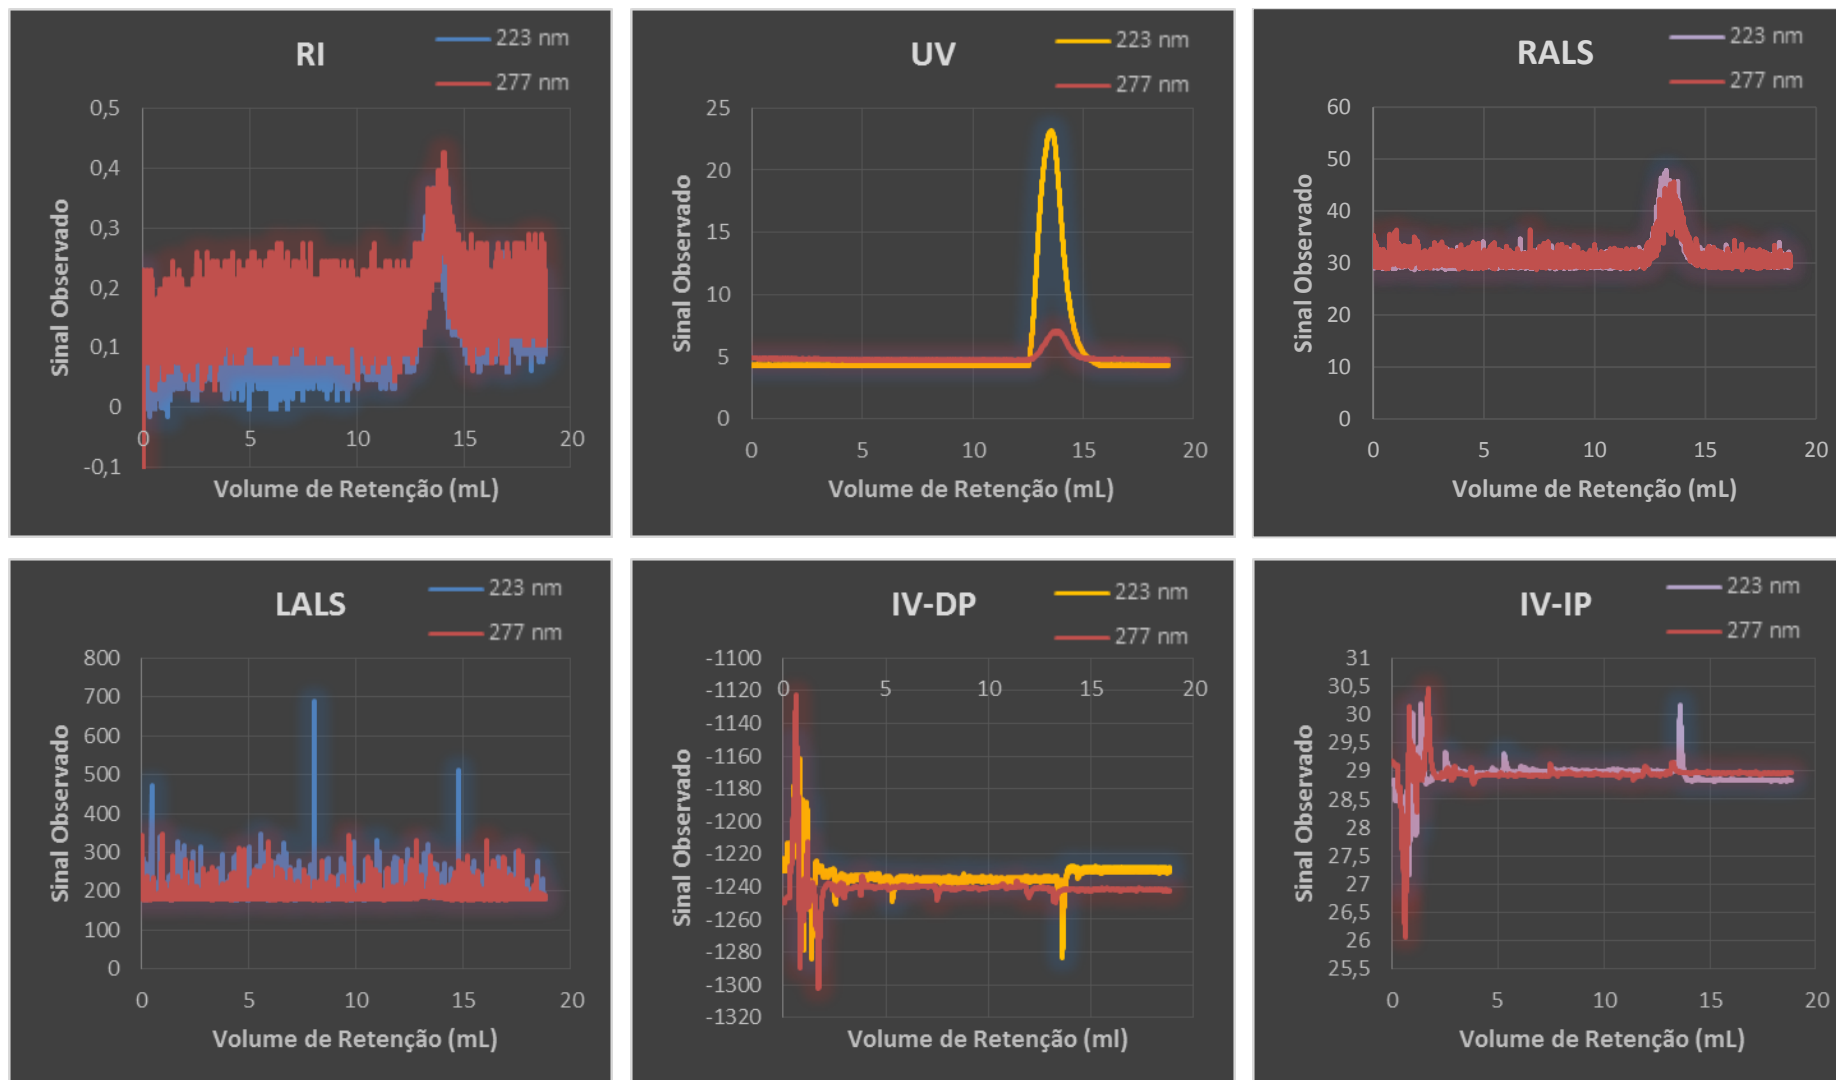 RI
223 nm
277 nm
0,5
0,4
0,3
0,2
0,1
0
-0,1
0 5 10 15 20
Sinal Observado
Volume de Retenção (mL)
UV
223 nm
277 nm
25
20
15
10
5
0
0 5 10 15 20
Sinal Observado
Volume de Retenção (mL)
RALS
223 nm
277 nm
60
50
40
30
20
10
0
0 5 10 15 20
Sinal Observado
Volume de Retenção (mL)
LALS
223 nm
277 nm
800
700
600
500
400
300
200
100
0
0 5 10 15 20
Sinal Observado
Volume de Retenção (mL)
IV-DP
223 nm
277 nm
-1100
-1120
-1140
-1160
-1180
-1200
-1220
-1240
-1260
-1280
-1300
-1320
0 5 10 15 20
Sinal Observado
Volume de Retenção (ml)
IV-IP
223 nm
277 nm
31
30,5
30
29,5
29
28,5
28
27,5
27
26,5
26
25,5
0 5 10 15 20
Sinal Observado
Volume de Retenção (mL)